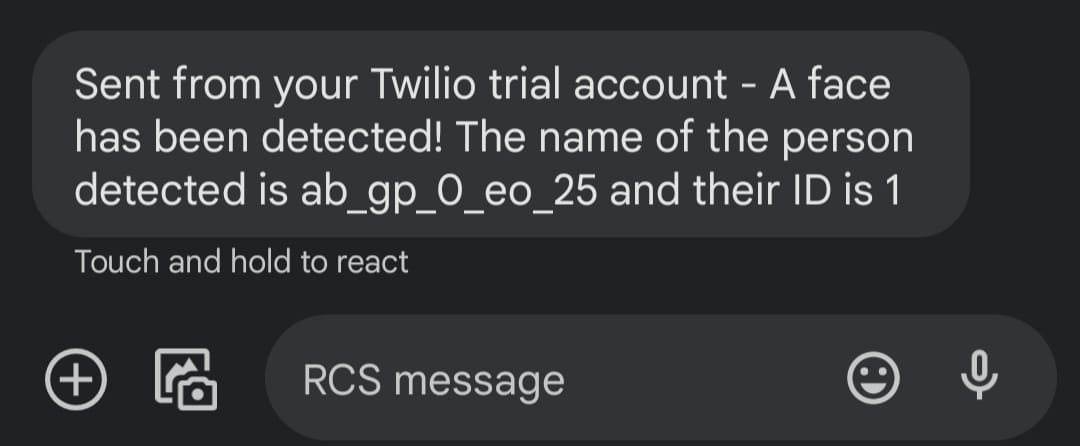 Sent from your Twilio trial account - A face
has been detected! The name of the person
detected is ab_gp_0_eo_25 and their ID is 1
Touch and hold to react
RCS message